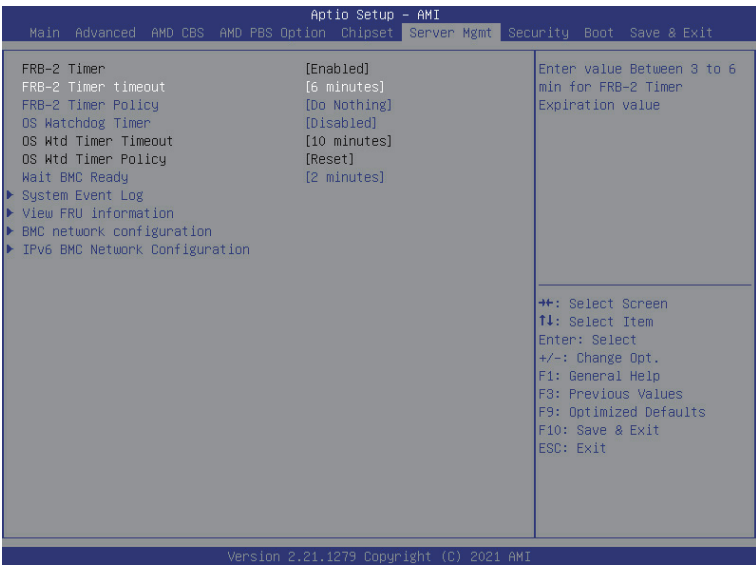 Aptio Setup – AMI
Main Advanced AMD CBS AMD PBS Option Chipset Server Mgmt Security Boot Save & Exit
FRB-2 Timer [Enabled]
FRB-2 Timer timeout [6 minutes]
FRB-2 Timer Policy [Do Nothing]
OS Watchdog Timer [Disabled]
OS Wtd Timer Timeout [10 minutes]
OS Wtd Timer Policy [Reset]
Wait BMC Ready [2 minutes]
▶ System Event Log
▶ View FRU information
▶ BMC network configuration
▶ IPv6 BMC Network Configuration
Enter value Between 3 to 6
min for FRB-2 Timer
Expiration value
→←: Select Screen
↑↓: Select Item
Enter: Select
+/-: Change Opt.
F1: General Help
F3: Previous Values
F9: Optimized Defaults
F10: Save & Exit
ESC: Exit
Version 2.21.1279 Copyright (C) 2021 AMI